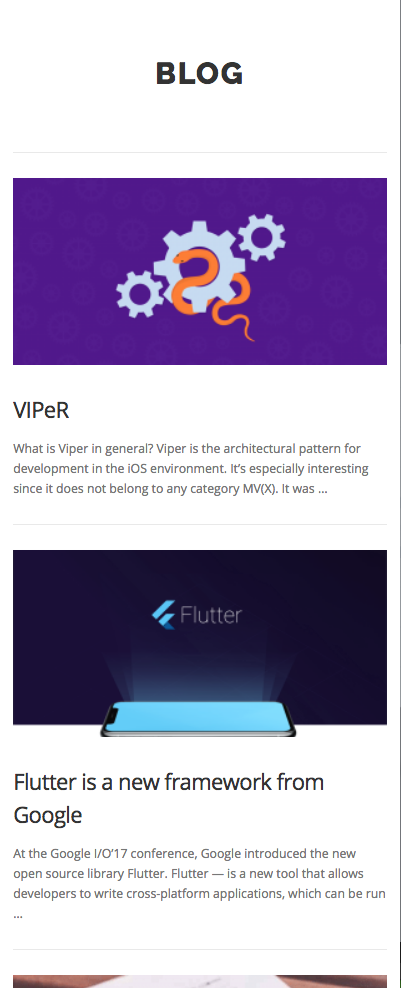 BLOG
VIPeR
What is Viper in general? Viper is the architectural pattern for
development in the iOS environment. It’s especially interesting
since it does not belong to any category MV(X). It was ...
Flutter
Flutter is a new framework from
Google
At the Google I/O’17 conference, Google introduced the new
open source library Flutter. Flutter — is a new tool that allows
developers to write cross-platform applications, which can be run
...